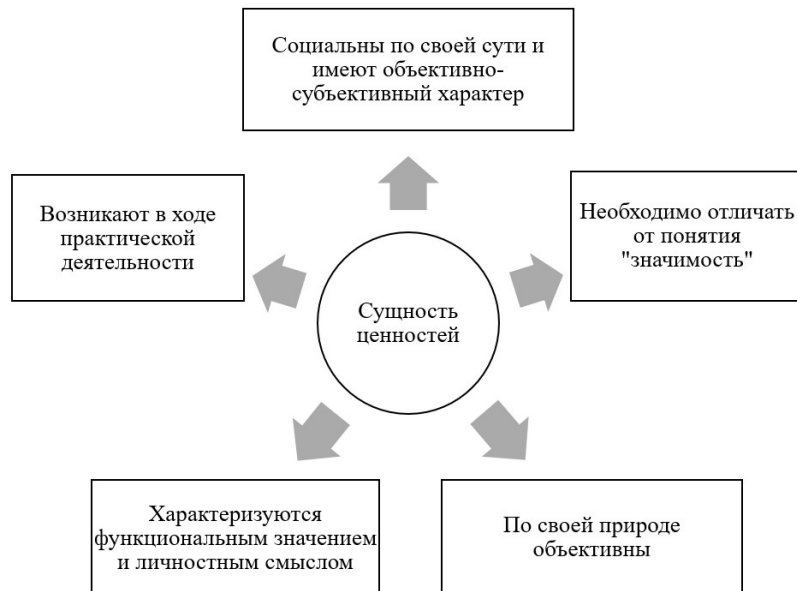 Социальны по своей сути и
имеют объективно-
субъективный характер
Возникают в ходе
практической
деятельности
Необходимо отличать
от понятия
"значимость"
Сущность
ценностей
Характеризуются
функциональным значением
и личностным смыслом
По своей природе
объективны